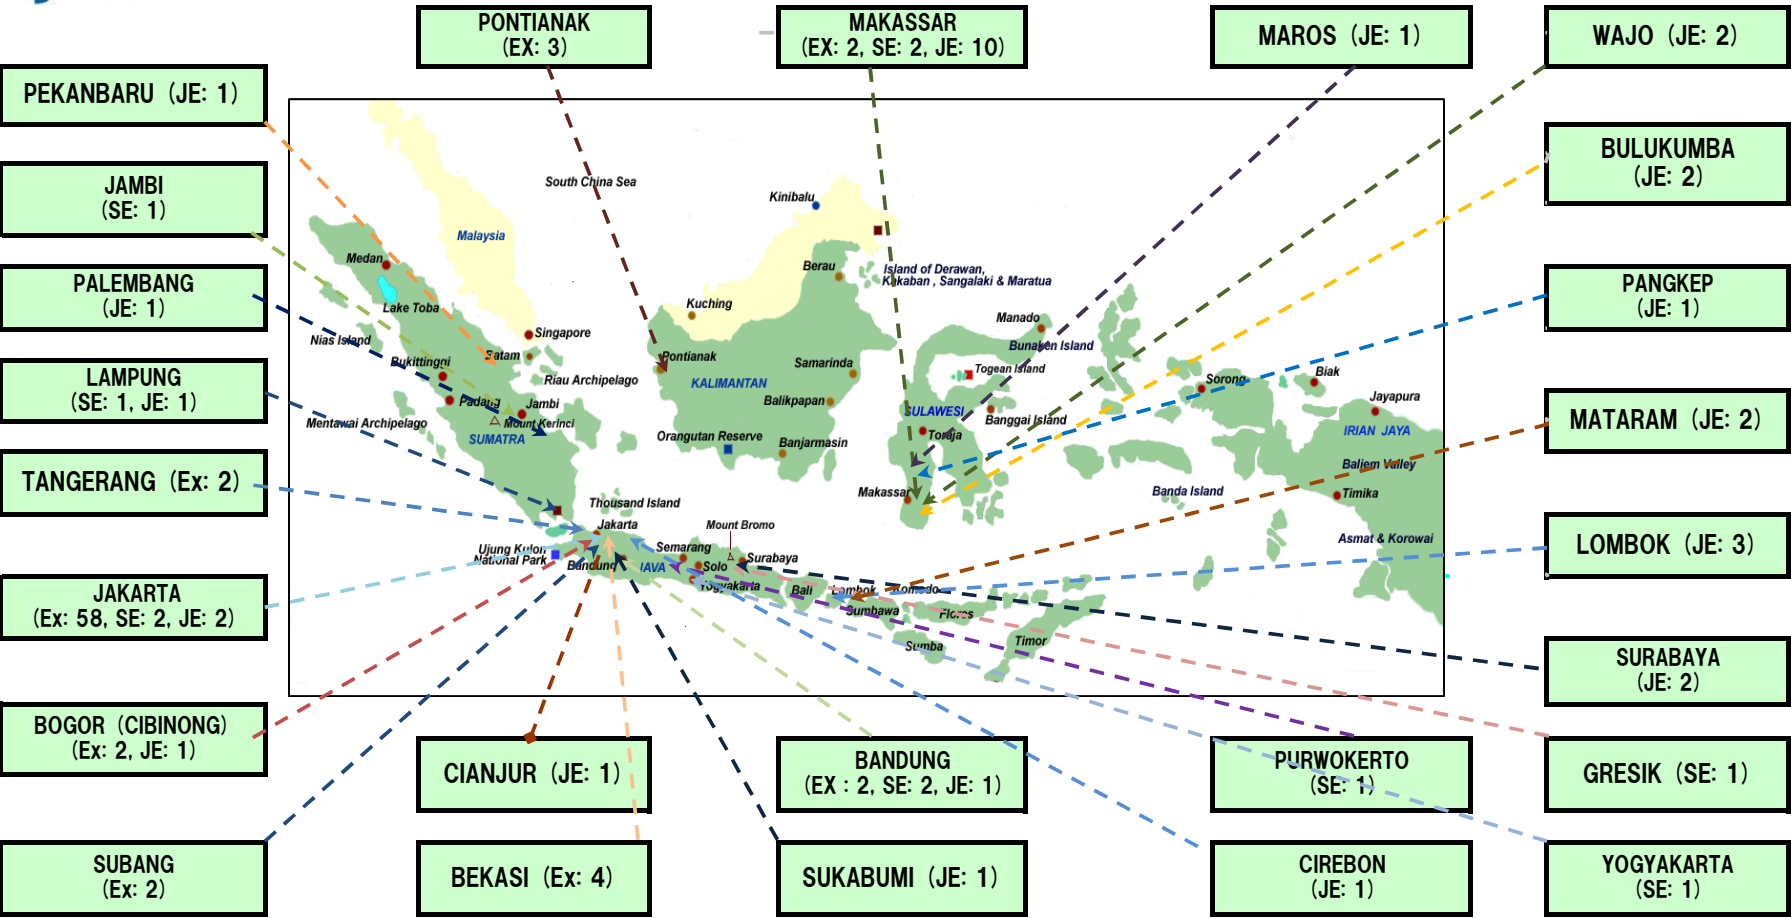 PONTIANAK
(EX: 3)
MAKASSAR
(EX: 2, SE: 2, JE: 10)
MAROS (JE: 1)
WAJO (JE: 2)
PEKANBARU (JE: 1)
BULUKUMBA
(JE: 2)
JAMBI
(SE: 1)
PALEMBANG
(JE: 1)
PANGKEP
(JE: 1)
LAMPUNG
(SE: 1, JE: 1)
MATARAM (JE: 2)
TANGERANG (Ex: 2)
LOMBOK (JE: 3)
JAKARTA
(Ex: 58, SE: 2, JE: 2)
SURABAYA
(JE: 2)
BOGOR (CIBINONG)
(Ex: 2, JE: 1)
CIANJUR (JE: 1)
BANDUNG
(EX : 2, SE: 2, JE: 1)
PURWOKERTO
(SE: 1)
GRESIK (SE: 1)
SUBANG
(Ex: 2)
BEKASI (Ex: 4)
SUKABUMI (JE: 1)
CIREBON
(JE: 1)
YOGYAKARTA
(SE: 1)
South China Sea
Kinibalu
Malaysia
Medan
Berau
Island of Derawan,
Kakaban , Sangalaki & Maratua
Lake Toba
Kuching
Manado
Singapore
Nias Island
Bunaken Island
Batam
Pontianak
Bukittinggi
Samarinda
Togean Island
Riau Archipelago
KALIMANTAN
Sorong
Biak
Jayapura
Padang
Jambi
Balikpapan
SULAWESI
Banggai Island
Mentawai Archipelago
Mount Kerinci
SUMATRA
Orangutan Reserve
Banjarmasin
Toraja
IRIAN JAYA
Baliem Valley
Makassar
Banda Island
Timika
Thousand Island
Jakarta
Mount Bromo
Asmat & Korowai
Ujung Kulon
National Park
Semarang
Surabaya
Bandung
JAVA
Solo
Yogyakarta
Bali
Lombok
Komodo
Sumbawa
Flores
Sumba
Timor